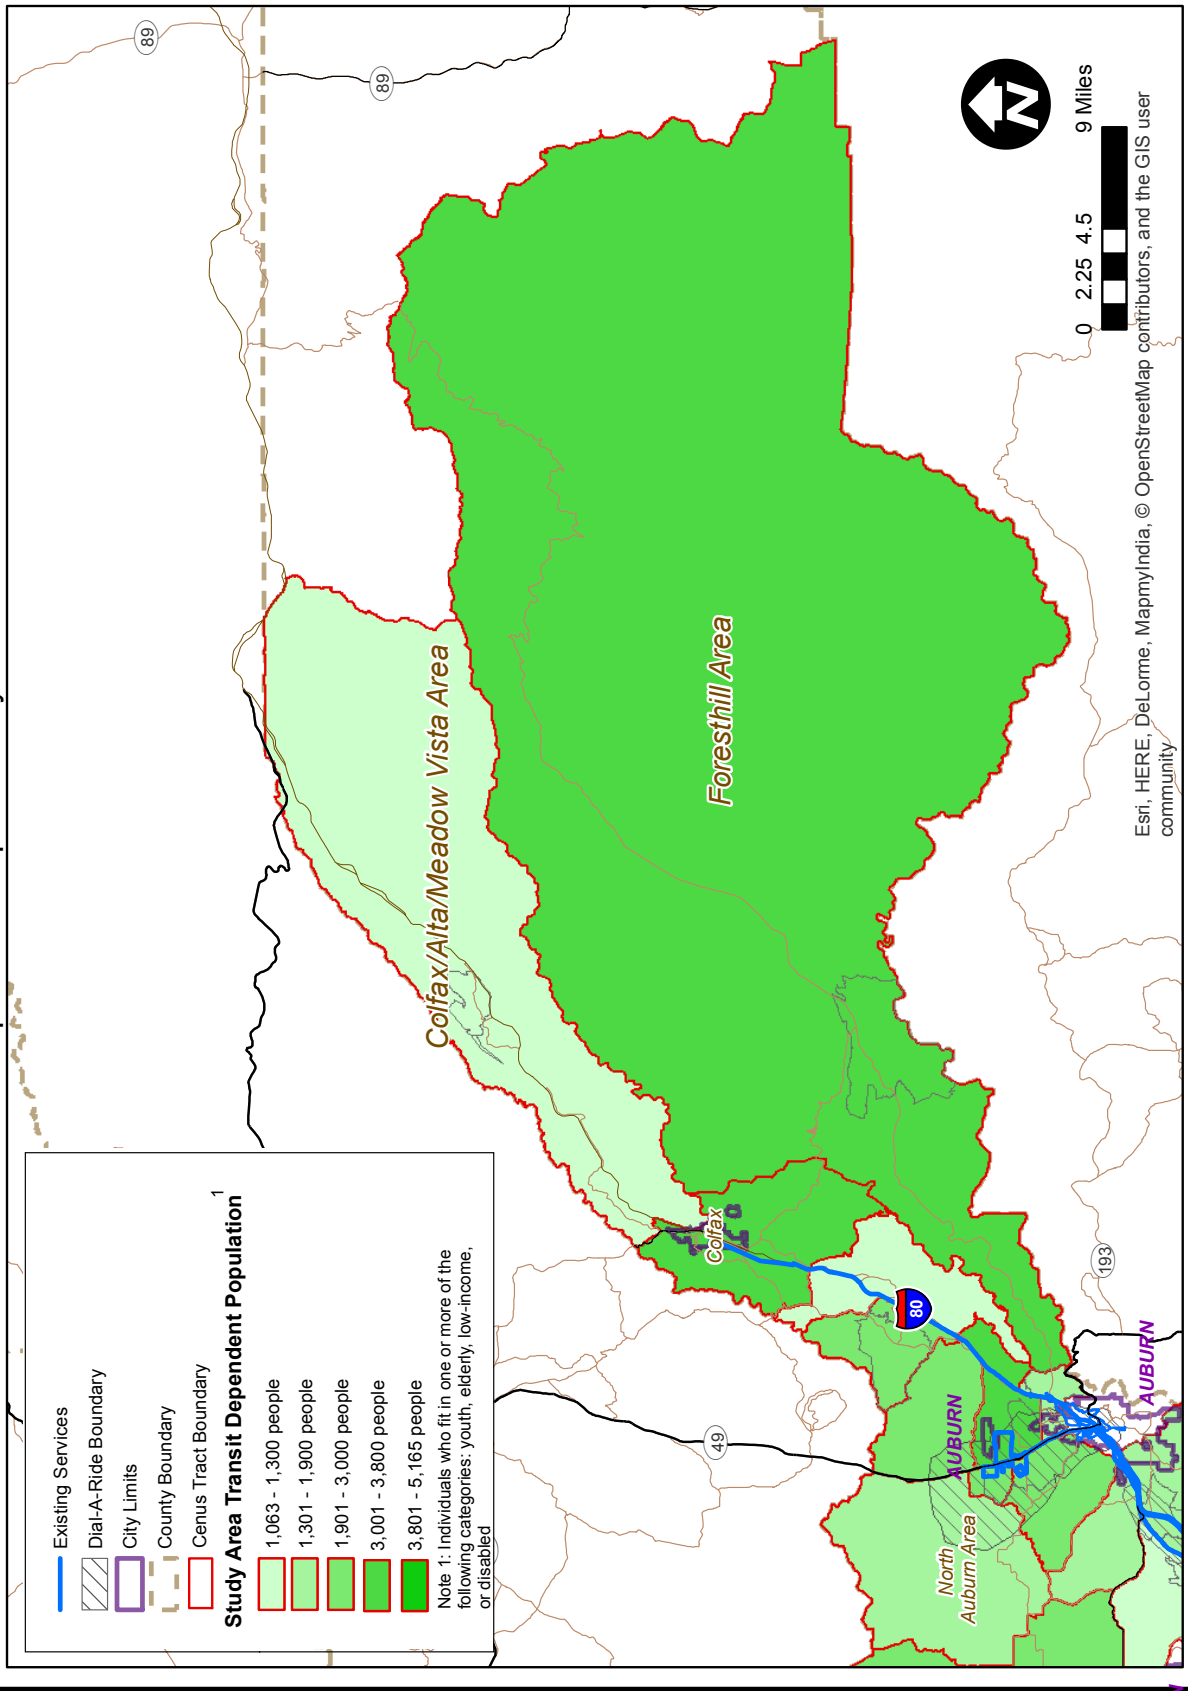 Existing Services
Dial-A-Ride Boundary
City Limits
County Boundary
Cenus Tract Boundary
Study Area Transit Dependent Population 1
1,063 - 1,300 people
1,301 - 1,900 people
1,901 - 3,000 people
3,001 - 3,800 people
3,801 - 5,165 people
Note 1: Individuals who fit in one or more of the
following categories: youth, elderly, low-income,
or disabled
89
89
Colfax/Alta/Meadow Vista Area
Foresthill Area
Colfax
80
49
193
AUBURN
AUBURN
North
Auburn Area
N
0 2.25 4.5 9 Miles
Esri, HERE, DeLorme, MapmyIndia, © OpenStreetMap contributors, and the GIS user
community